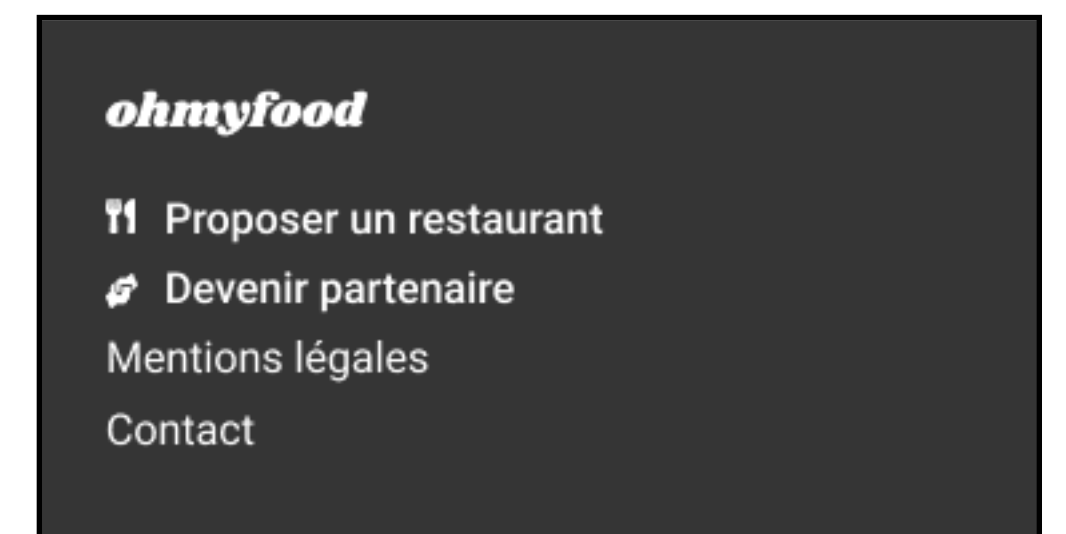 ohmyfood
Proposer un restaurant
Devenir partenaire
Mentions légales
Contact